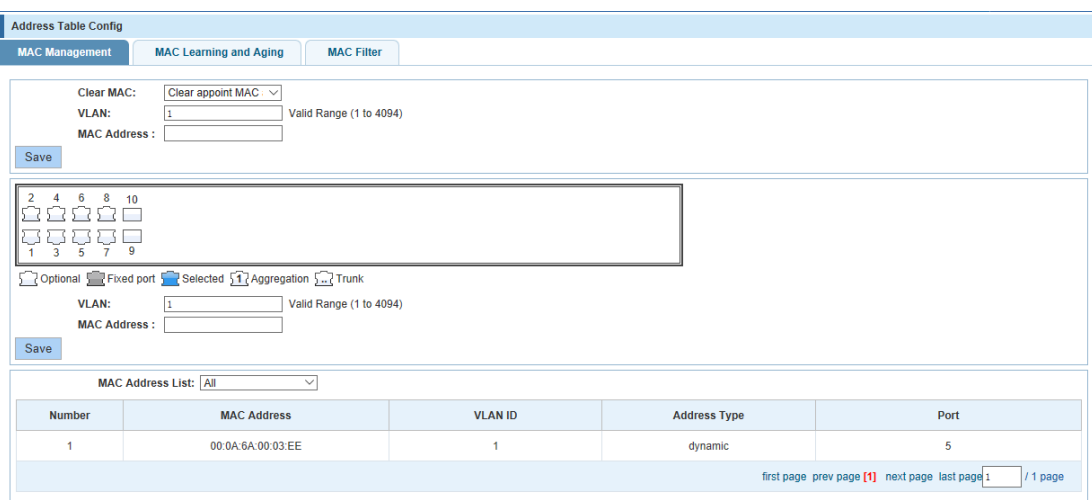 Address Table Config
MAC Management MAC Learning and Aging MAC Filter
Clear MAC: Clear appoint MAC
VLAN: 1 Valid Range (1 to 4094)
MAC Address :
Save
2 4 6 8 10
1 3 5 7 9
Optional Fixed port Selected 1 Aggregation ... Trunk
VLAN: 1 Valid Range (1 to 4094)
MAC Address :
Save
MAC Address List: All
Number MAC Address VLAN ID Address Type Port
1 00:0A:6A:00:03:EE 1 dynamic 5
first page prev page [1] next page last page 1 / 1 page